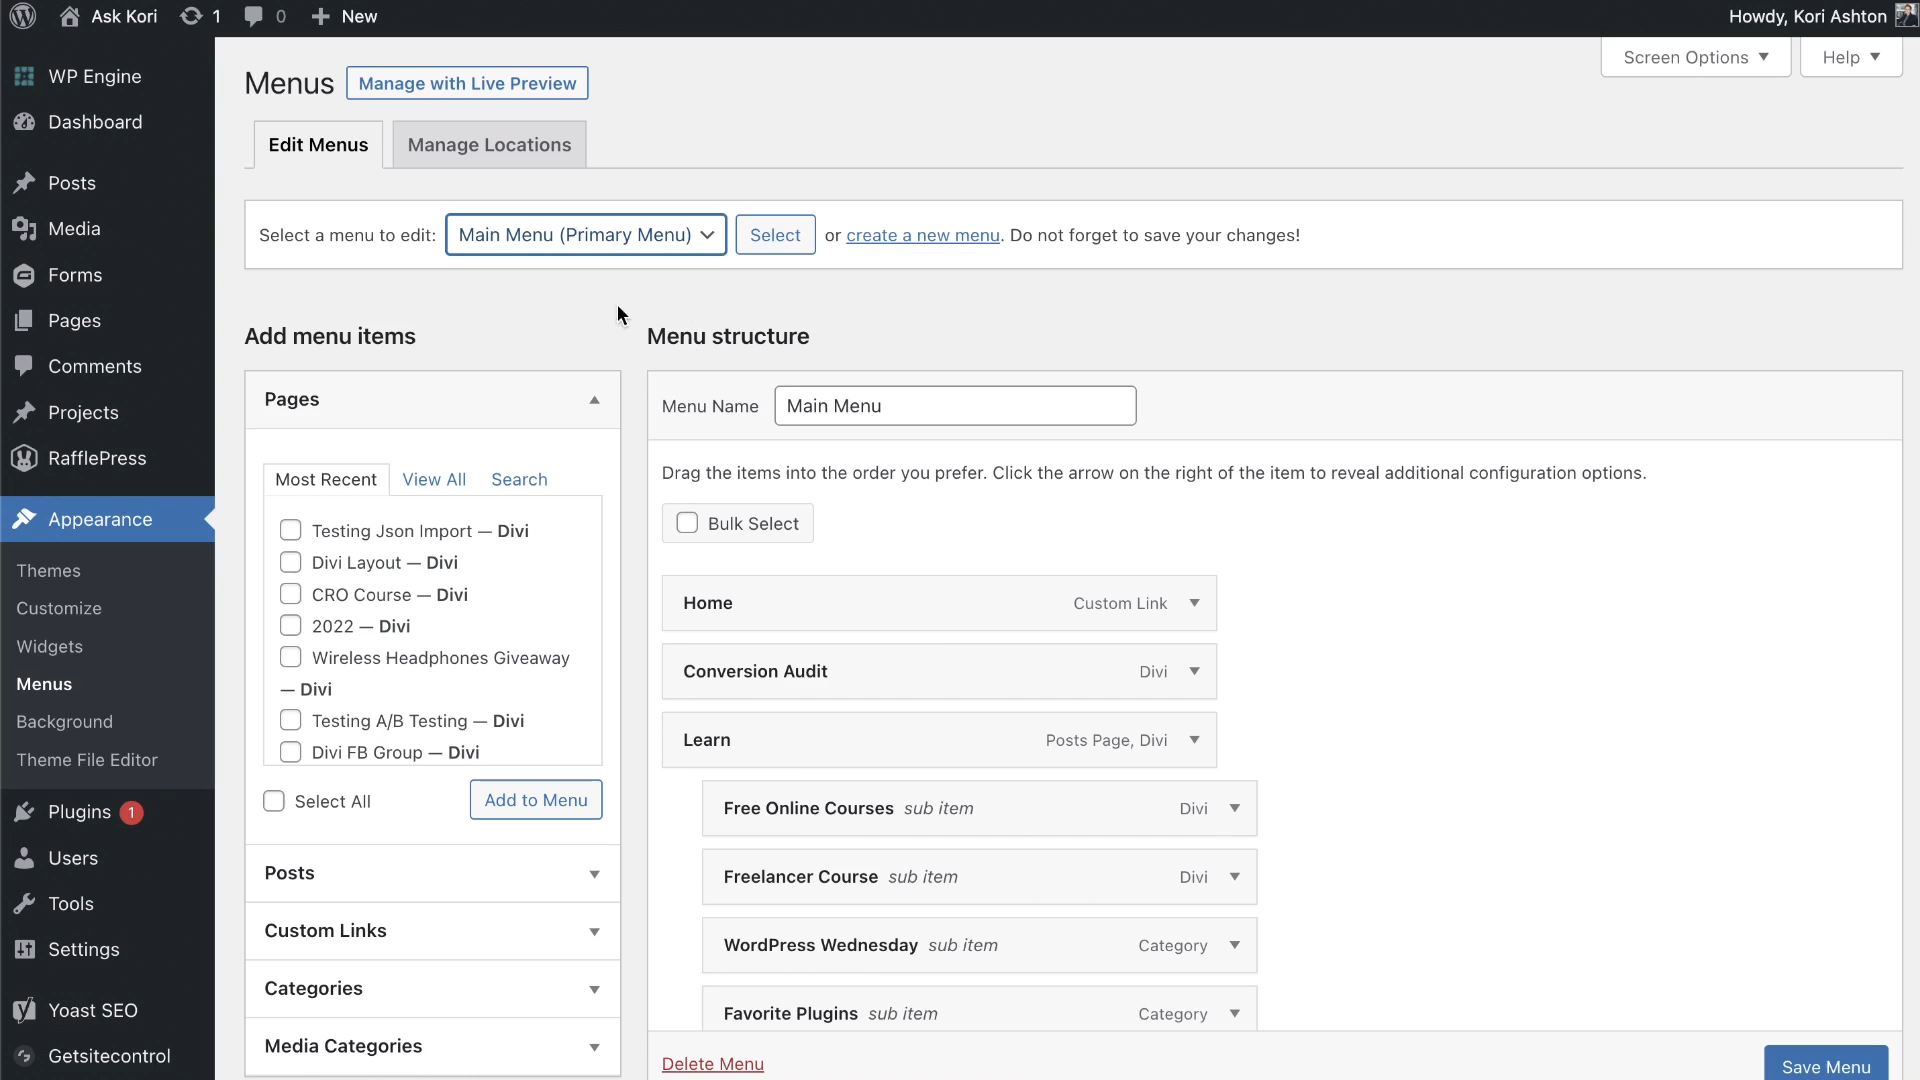 Ask Kori 1 0 New Howdy, Kori Ashton
Screen Options Help
WP Engine
Dashboard
Posts
Media
Forms
Pages
Comments
Projects
RafflePress
Appearance
Themes
Customize
Widgets
Menus
Background
Theme File Editor
Plugins 1
Users
Tools
Settings
Yoast SEO
Getsitecontrol
Menus Manage with Live Preview
Edit Menus Manage Locations
Select a menu to edit: Main Menu (Primary Menu) Select or create a new menu. Do not forget to save your changes!
Add menu items
Pages
Most Recent View All Search
Testing Json Import — Divi
Divi Layout — Divi
CRO Course — Divi
2022 — Divi
Wireless Headphones Giveaway
— Divi
Testing A/B Testing — Divi
Divi FB Group — Divi
Select All Add to Menu
Posts
Custom Links
Categories
Media Categories
Menu structure
Menu Name Main Menu
Drag the items into the order you prefer. Click the arrow on the right of the item to reveal additional configuration options.
Bulk Select
Home Custom Link
Conversion Audit Divi
Learn Posts Page, Divi
Free Online Courses sub item Divi
Freelancer Course sub item Divi
WordPress Wednesday sub item Category
Favorite Plugins sub item Category
Delete Menu Save Menu